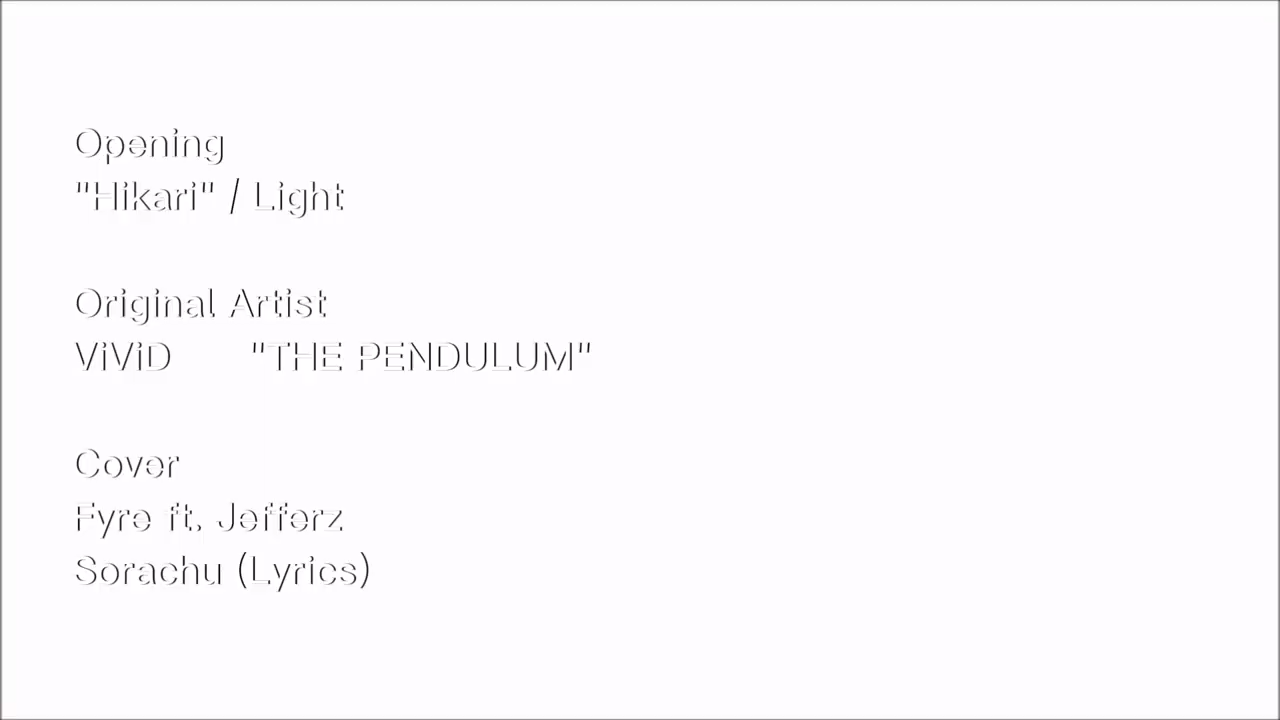 Opening
"Hikari" / Light
Original Artist
ViViD "THE PENDULUM"
Cover
Fyre ft. Jefferz
Sorachu (Lyrics)